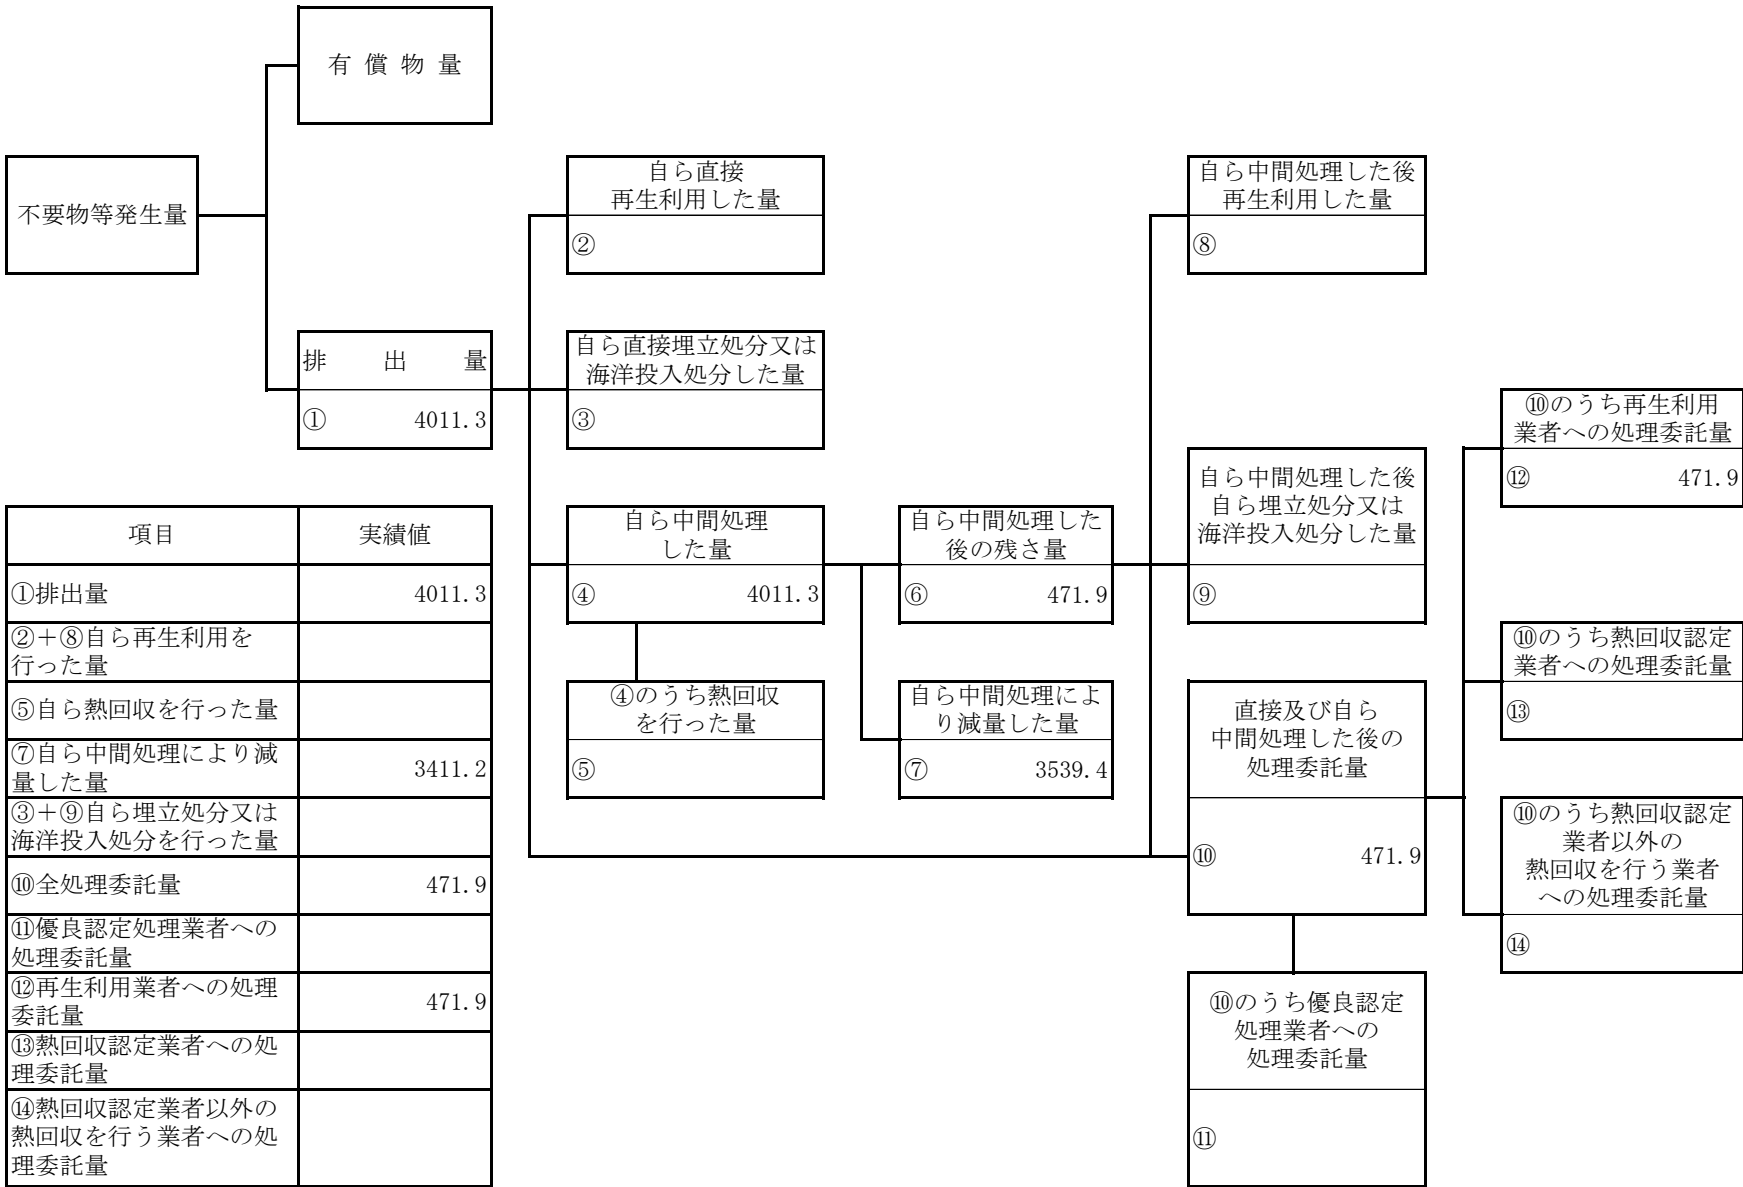 有 償 物 量
不要物等発生量
自ら直接
再生利用した量
②
自ら中間処理した後
再生利用した量
⑧
排 出 量
① 4011.3
自ら直接埋立処分又は
海洋投入処分した量
③
⑩のうち再生利用
業者への処理委託量
⑫ 471.9
自ら中間処理した後
自ら埋立処分又は
海洋投入処分した量
⑨
自ら中間処理
した量
④ 4011.3
自ら中間処理した
後の残さ量
⑥ 471.9
⑩のうち熱回収認定
業者への処理委託量
⑬
④のうち熱回収
を行った量
⑤
自ら中間処理によ
り減量した量
⑦ 3539.4
直接及び自ら
中間処理した後の
処理委託量
⑩ 471.9
⑩のうち熱回収認定
業者以外の
熱回収を行う業者
への処理委託量
⑭
⑩のうち優良認定
処理業者への
処理委託量
⑪
項目 実績値
①排出量 4011.3
②＋⑧自ら再生利用を
行った量
⑤自ら熱回収を行った量
⑦自ら中間処理により減
量した量 3411.2
③＋⑨自ら埋立処分又は
海洋投入処分を行った量
⑩全処理委託量 471.9
⑪優良認定処理業者への
処理委託量
⑫再生利用業者への処理
委託量 471.9
⑬熱回収認定業者への処
理委託量
⑭熱回収認定業者以外の
熱回収を行う業者への処
理委託量